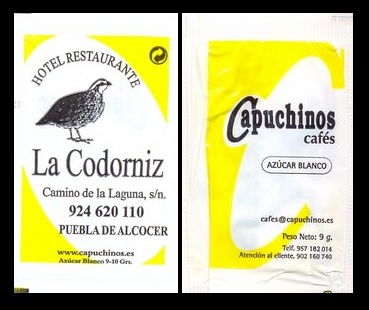 HOTEL RESTAURANTE
La Codorniz
Camino de la Laguna, s/n.
924 620 110
PUEBLA DE ALCOCER
www.capuchinos.es
Azúcar Blanco 9-10 Grs.
Capuchinos
cafés
AZÚCAR BLANCO
cafes@capuchinos.es
Peso Neto: 9 g.
Telf. 957 182 014
Atención al cliente. 902 160 740